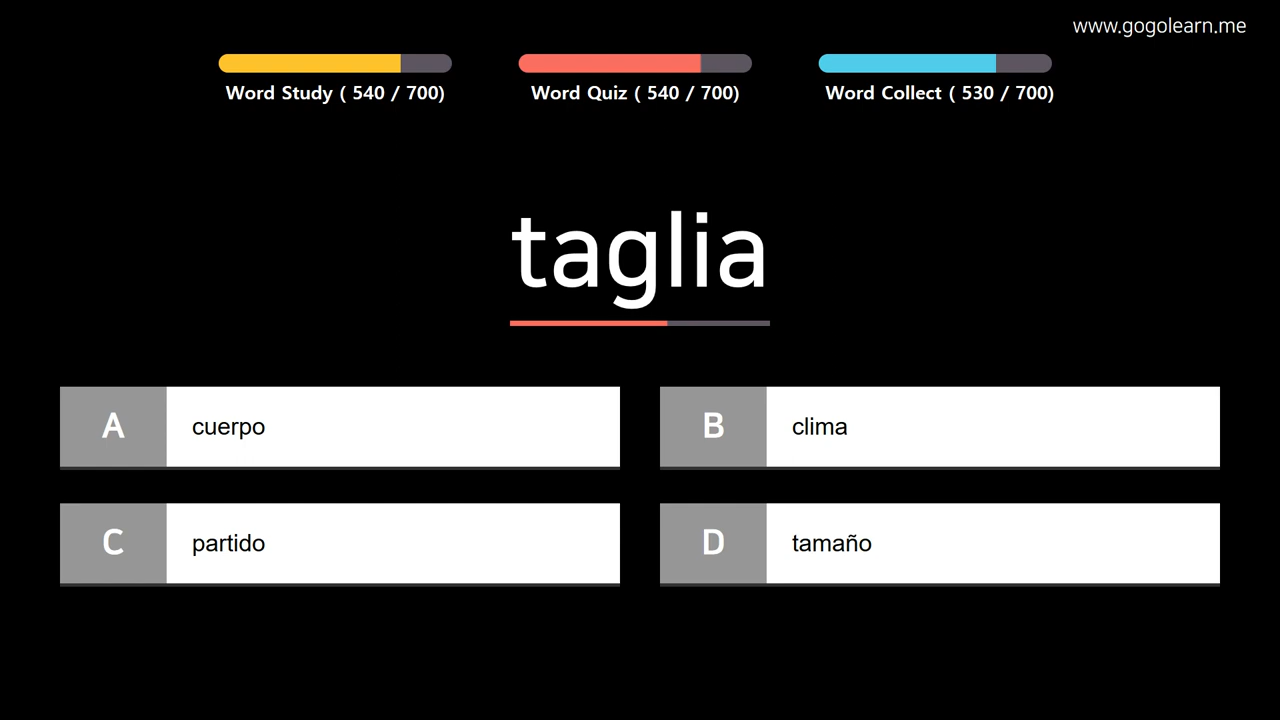 www.gogolearn.me
Word Study ( 540 / 700)
Word Quiz ( 540 / 700)
Word Collect ( 530 / 700)
taglia
A cuerpo
B clima
C partido
D tamaño